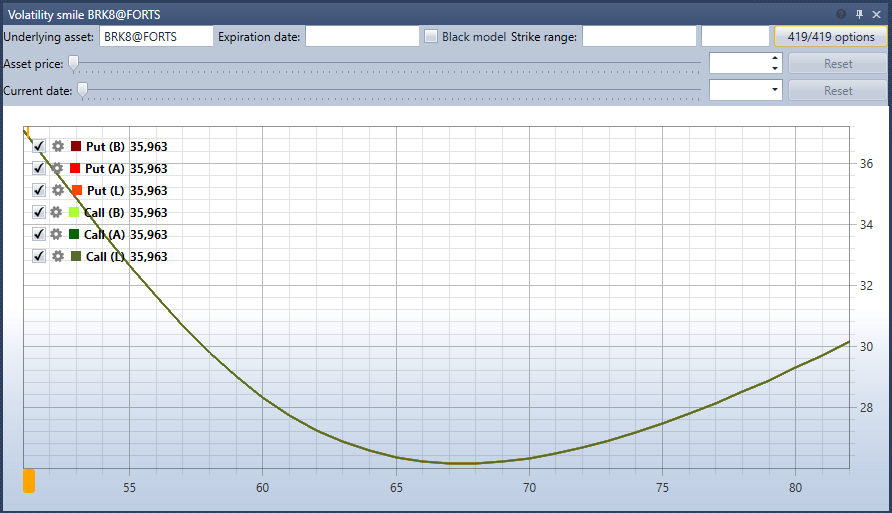 Volatility smile BRK8@FORTS
Underlying asset: BRK8@FORTS Expiration date: Black model Strike range: 419/419 options
Asset price: Reset
Current date: Reset
Put (B) 35,963
Put (A) 35,963
Put (L) 35,963
Call (B) 35,963
Call (A) 35,963
Call (L) 35,963
36
34
32
30
28
55 60 65 70 75 80